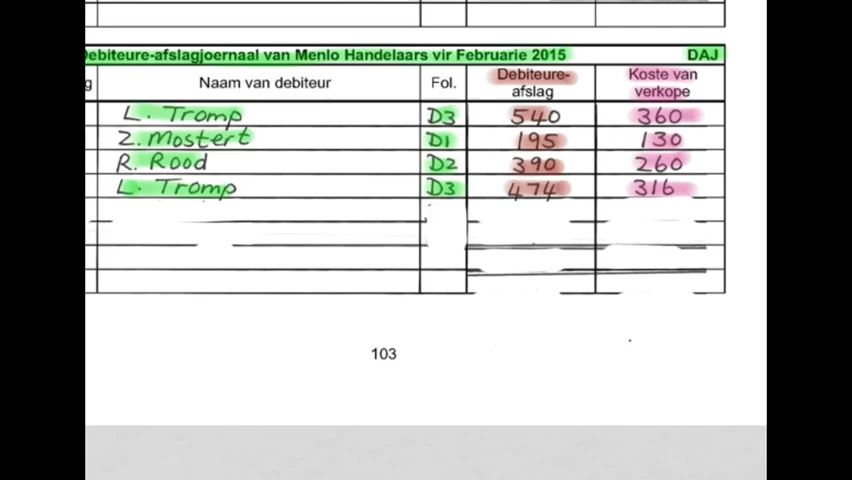 Debiteure-afslagjoernaal van Menlo Handelaars vir Februarie 2015 DAJ
g Naam van debiteur Fol. Debiteure-afslag Koste van verkope
L. Tromp D3 540 360
Z. Mostert D1 195 130
R. Rood D2 390 260
L. Tromp D3 474 316
103